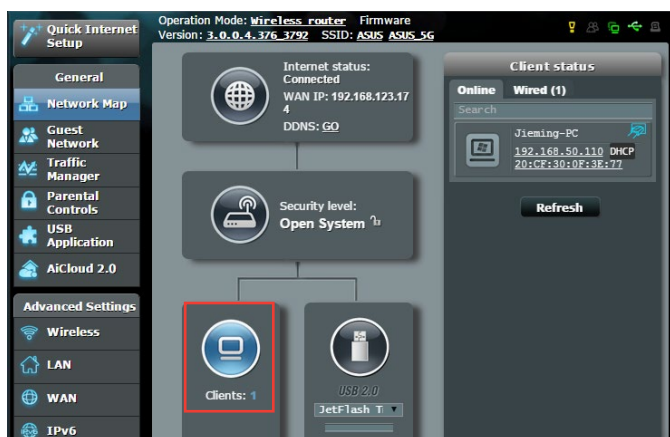 Quick Internet
Setup
General
Network Map
Guest
Network
Traffic
Manager
Parental
Controls
USB
Application
AiCloud 2.0
Advanced Settings
Wireless
LAN
WAN
IPv6
Operation Mode: Wireless router Firmware
Version: 3.0.0.4.376_3792 SSID: ASUS ASUS_5G
Internet status:
Connected
WAN IP: 192.168.123.17
4
DDNS: GO
Security level:
Open System
Clients: 1
USB 2.0
JetFlash T
Client status
Online Wired (1)
Search
Jieming-PC
192.168.50.110 DHCP
20:CF:30:0F:3E:77
Refresh